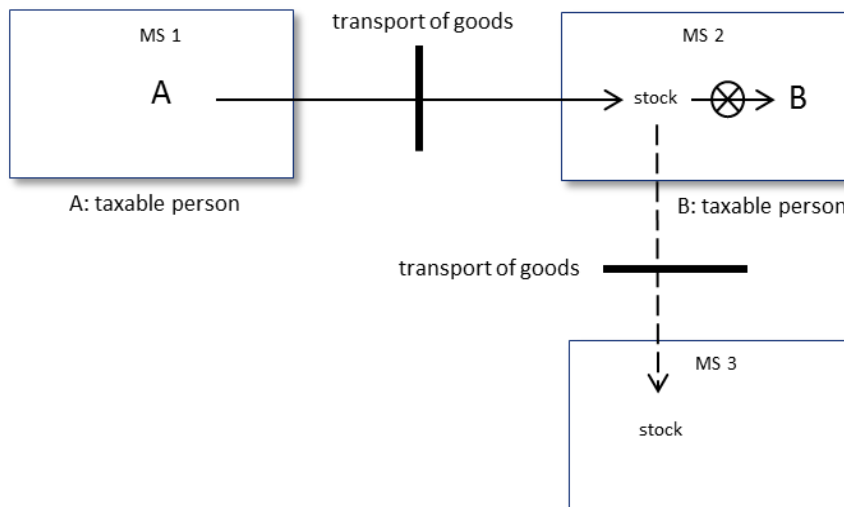 transport of goods
MS 1
MS 2
A
stock
B
A: taxable person
B: taxable person
transport of goods
MS 3
stock